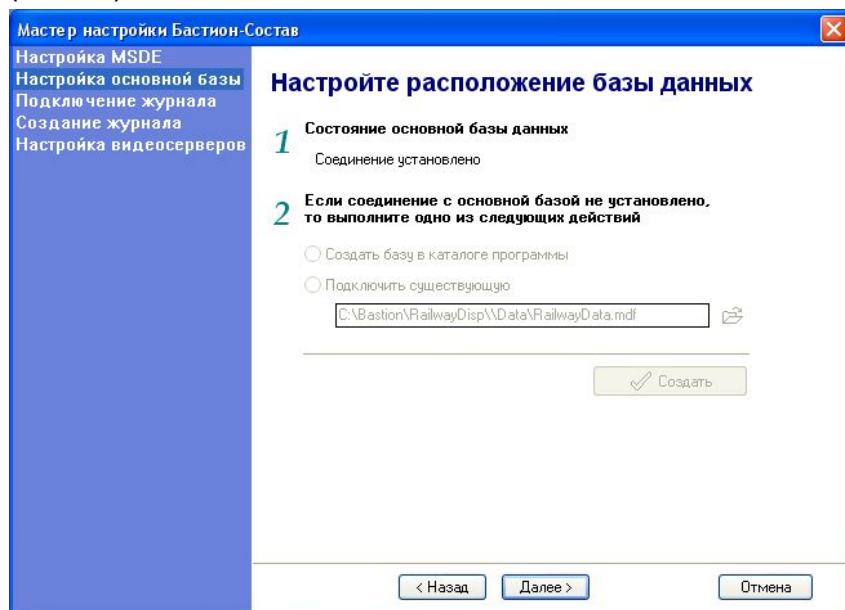 Мастер настройки Бастион-Состав
Настройка MSDE
Настройка основной базы
Подключение журнала
Создание журнала
Настройка видеосерверов
Настройте расположение базы данных
1 Состояние основной базы данных
Соединение установлено
2 Если соединение с основной базой не установлено,
то выполните одно из следующих действий
Создать базу в каталоге программы
Подключить существующую
C:\Bastion\RailwayDisp\\Data\RailwayData.mdf
Создать
< Назад Далее > Отмена